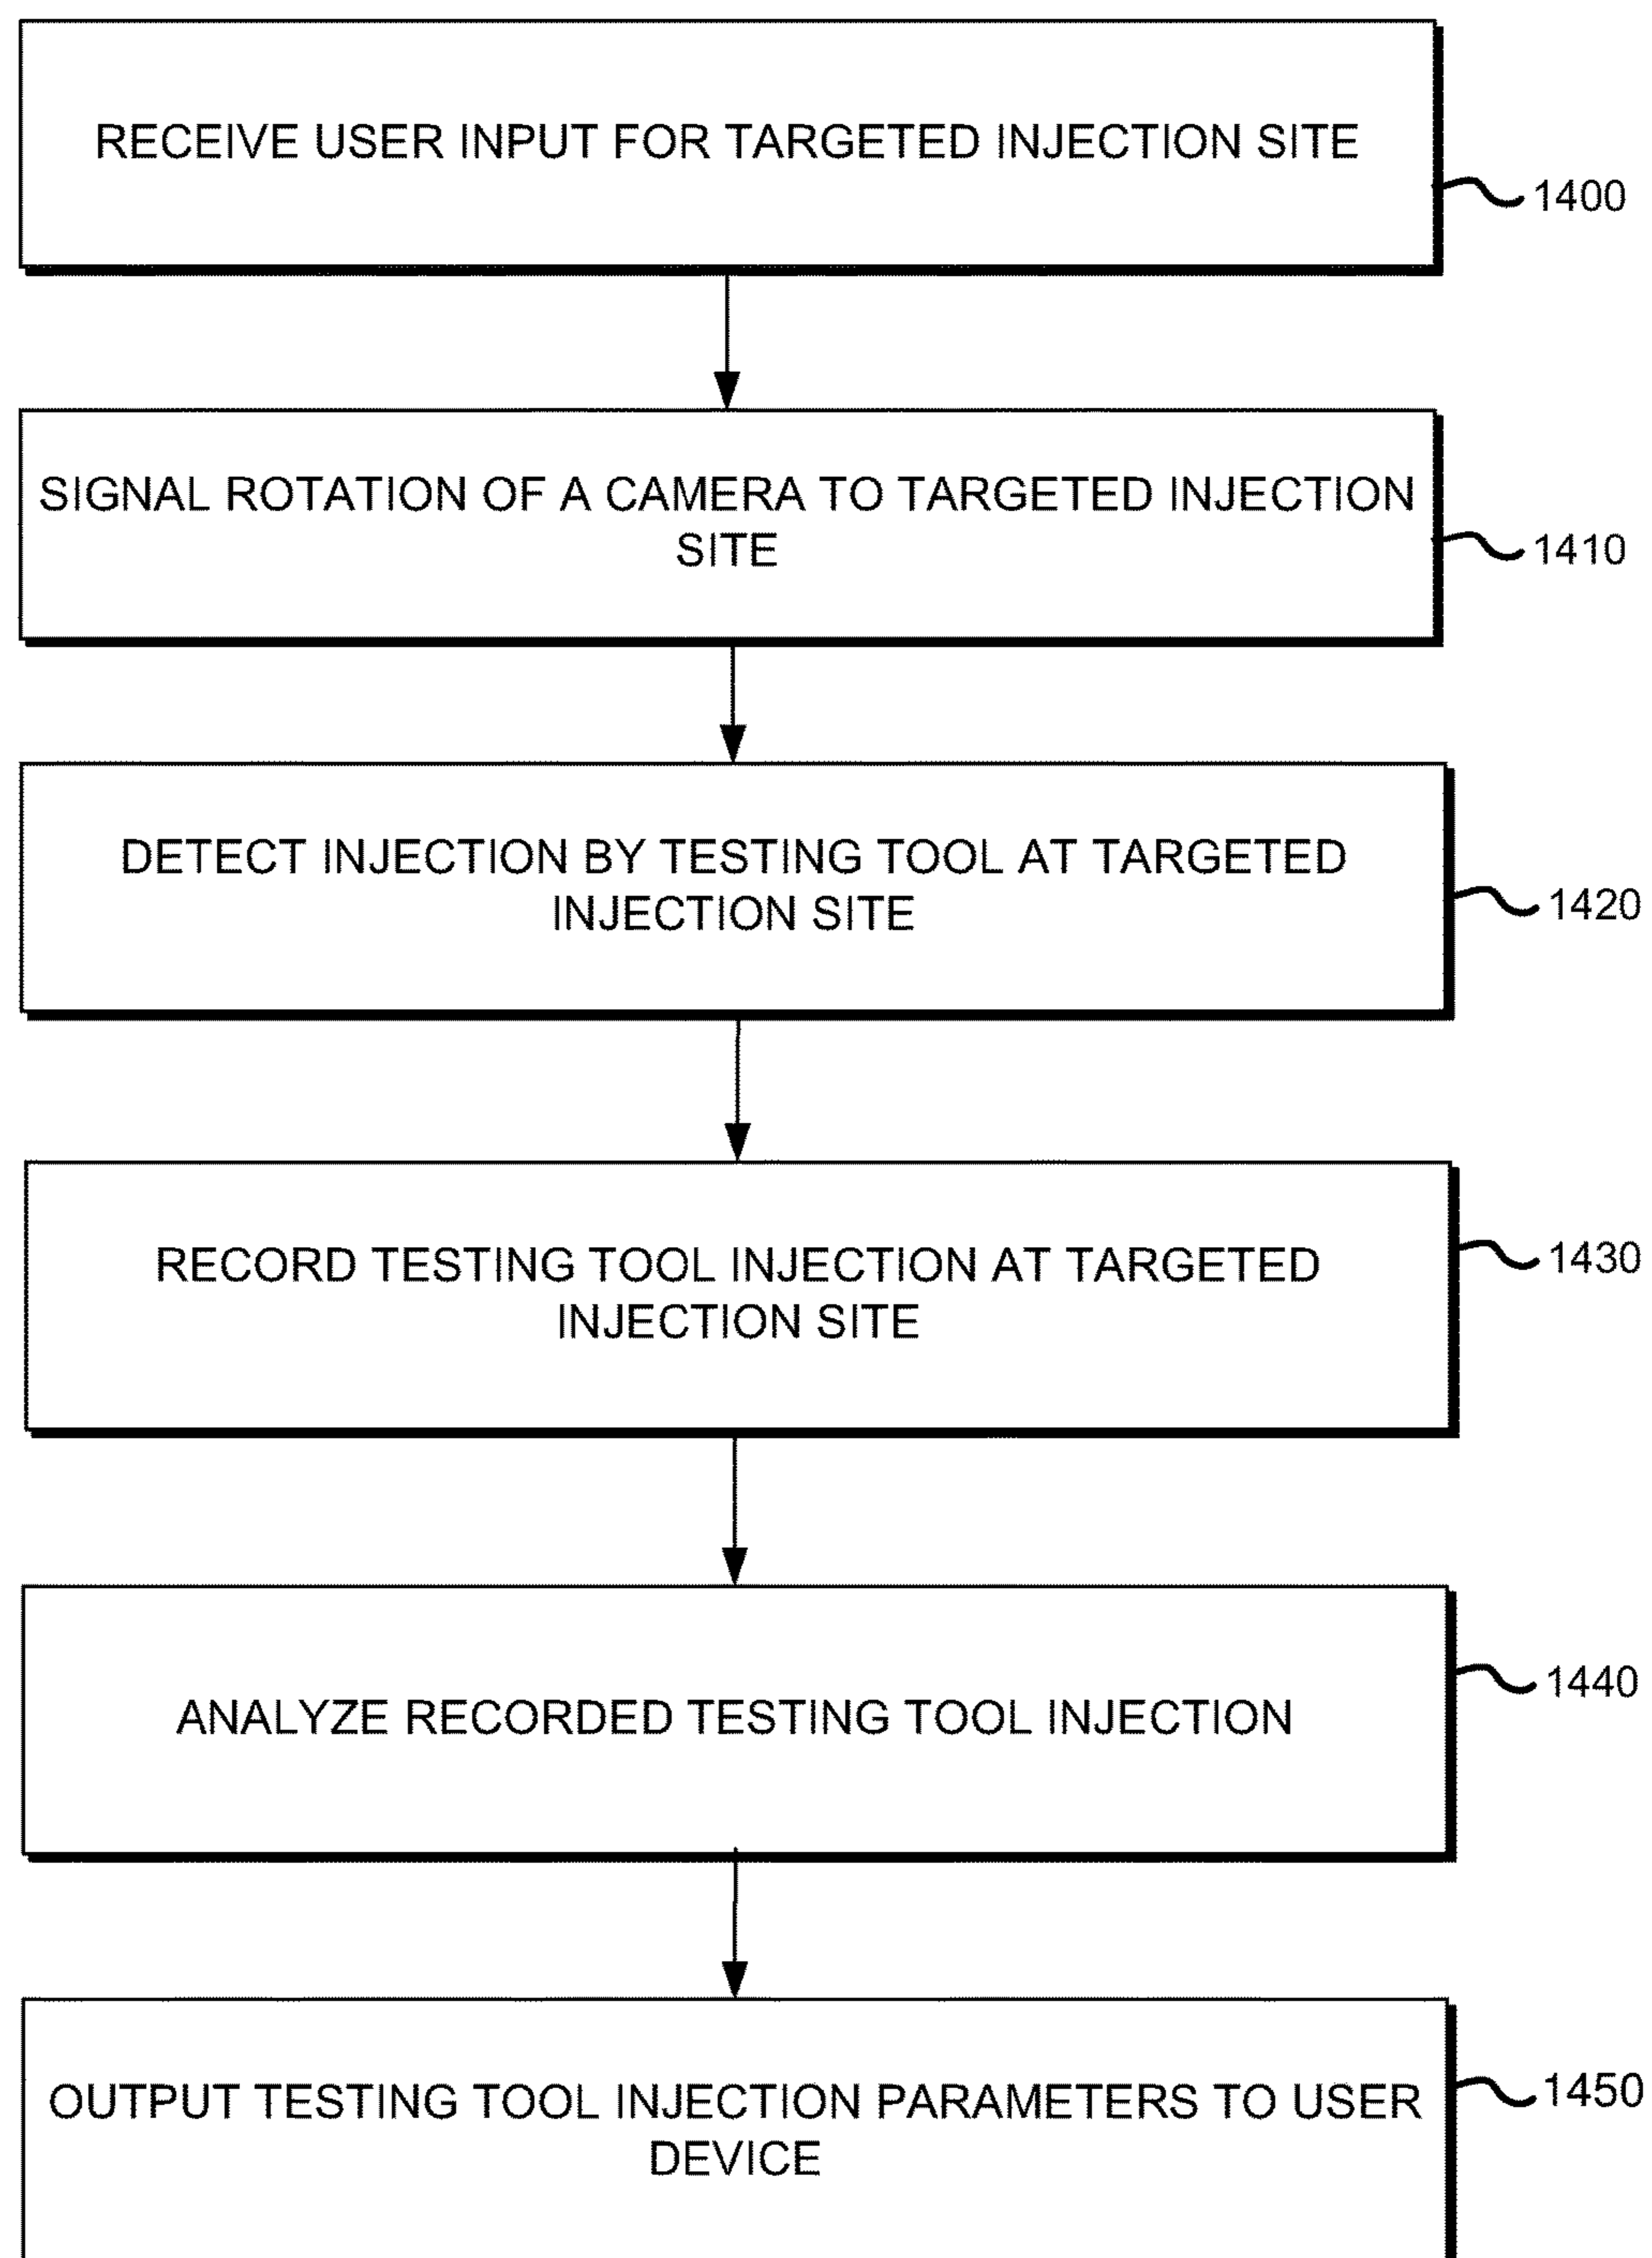 RECEIVE USER INPUT FOR TARGETED INJECTION SITE
1400
SIGNAL ROTATION OF A CAMERA TO TARGETED INJECTION
SITE
1410
DETECT INJECTION BY TESTING TOOL AT TARGETED
INJECTION SITE
1420
RECORD TESTING TOOL INJECTION AT TARGETED
INJECTION SITE
1430
ANALYZE RECORDED TESTING TOOL INJECTION
1440
OUTPUT TESTING TOOL INJECTION PARAMETERS TO USER
DEVICE
1450